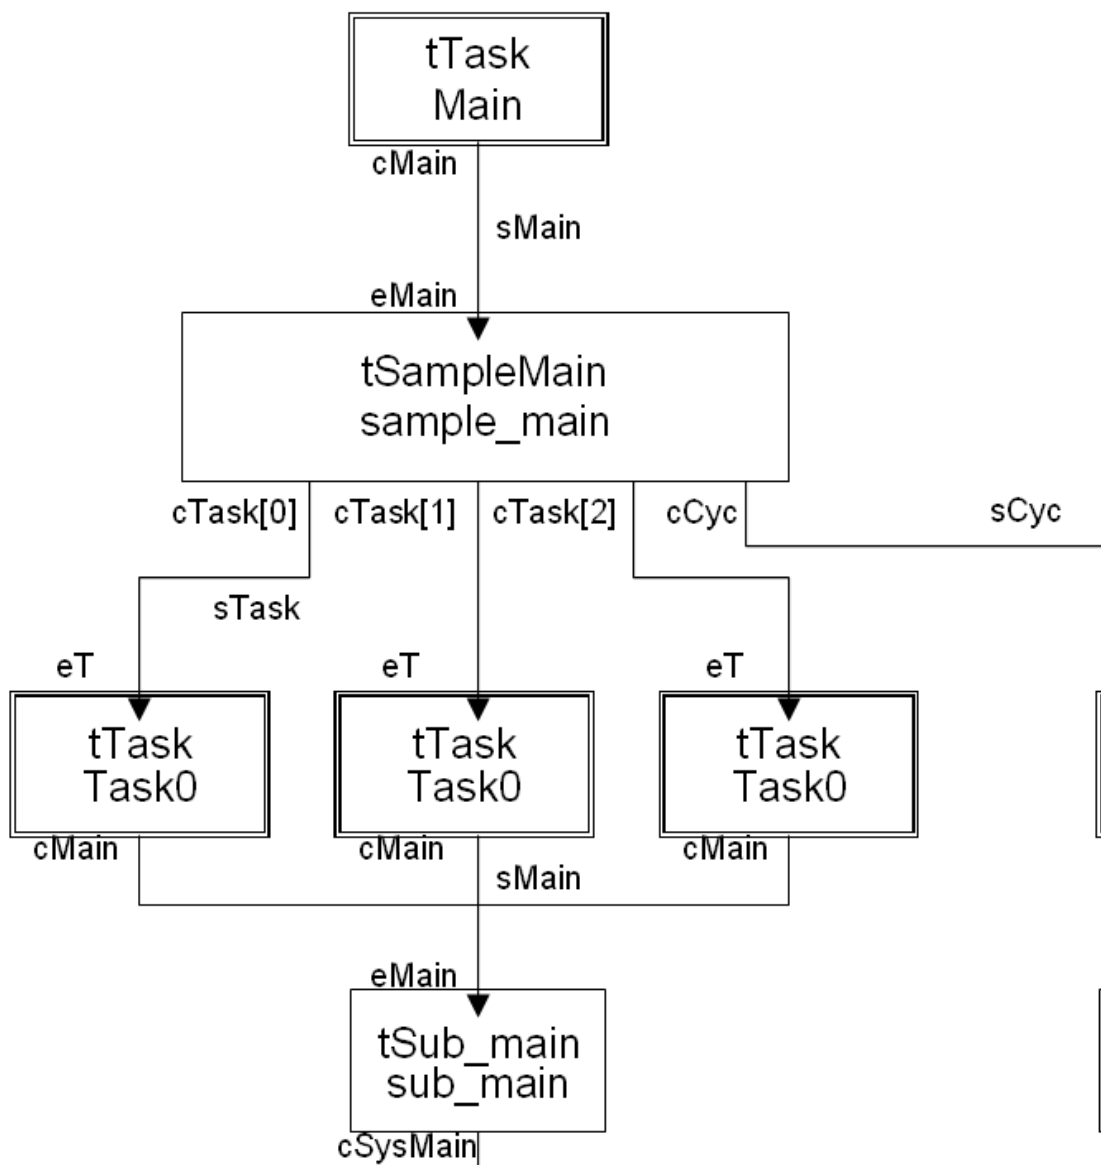 tTask
Main
cMain
sMain
eMain
tSampleMain
sample_main
cTask[0] cTask[1] cTask[2] cCyc sCyc
sTask
eT eT eT
tTask tTask tTask
Task0 Task0 Task0
cMain cMain cMain
sMain
eMain
tSub_main
sub_main
cSysMain